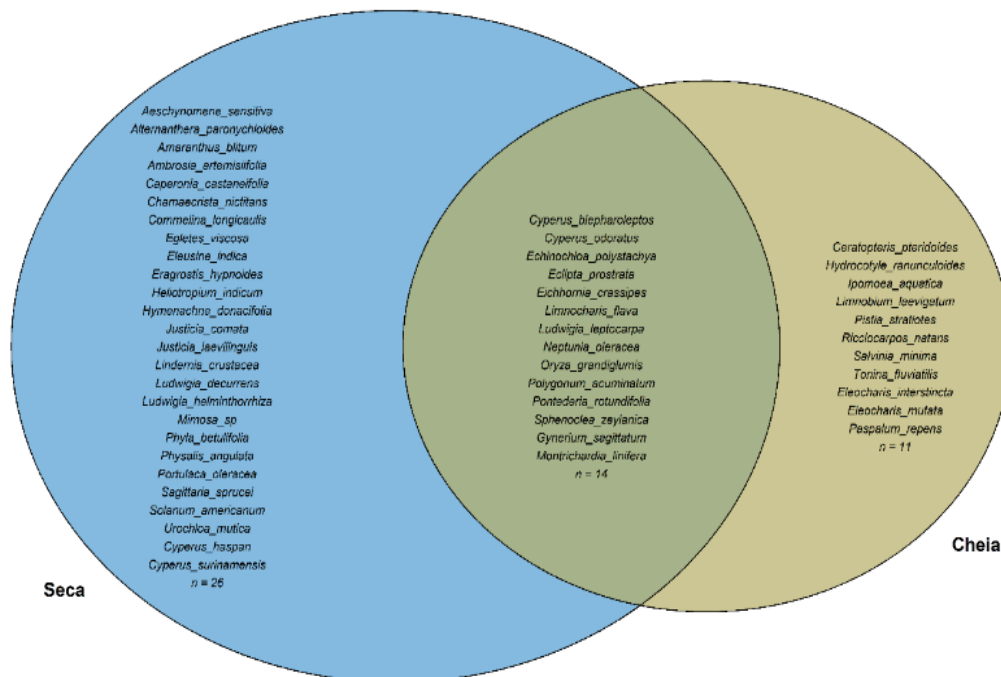 Aeschynomene_sensitiva
Alternanthera_paronychioides
Amaranthus_blitum
Ambrosia_artemisiifolia
Caperonia_castaneifolia
Chamaecrista_nictitans
Commelina_longicaulis
Egletes_viscosa
Eleusine_indica
Eragrostis_hypnoides
Heliotropium_indicum
Hymenachne_donacifolia
Justicia_comata
Justicia_laevilinguis
Lindernia_crustacea
Ludwigia_decurrens
Ludwigia_helminthorrhiza
Mimosa_sp
Phyla_betulifolia
Physalis_angulata
Portulaca_oleracea
Sagittaria_sprucei
Solanum_americanum
Urochloa_mutica
Cyperus_haspan
Cyperus_surinamensis
n = 26
Seca
Cyperus_blepharoleptos
Cyperus_odoratus
Echinochloa_polystachya
Eclipta_prostrata
Eichhornia_crassipes
Limnocharis_flava
Ludwigia_leptocarpa
Neptunia_oleracea
Oryza_grandiglumis
Polygonum_acuminatum
Pontederia_rotundifolia
Sphenoclea_zeylanica
Gynerium_sagittatum
Montrichardia_linifera
n = 14
Ceratopteris_pteridoides
Hydrocotyle_ranunculoides
Ipomoea_aquatica
Limnobium_laevigatum
Pistia_stratiotes
Ricciocarpos_natans
Salvinia_minima
Tonina_fluviatilis
Eleocharis_interstincta
Eleocharis_mutata
Paspalum_repens
n = 11
Cheia